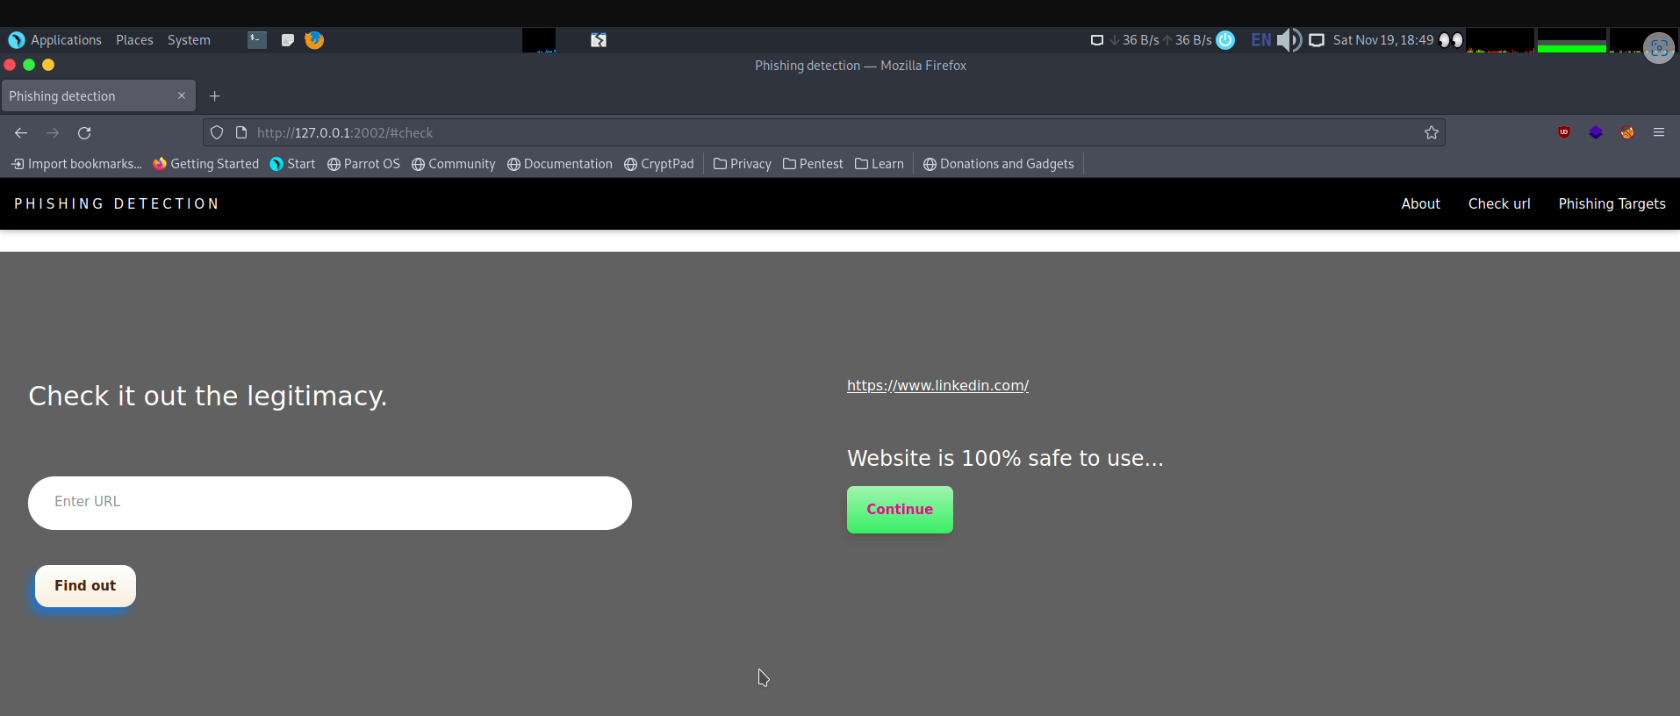 Applications Places System 36 B/s 36 B/s EN Sat Nov 19, 18:49
Phishing detection — Mozilla Firefox
Phishing detection
http://127.0.0.1:2002/#check
Import bookmarks... Getting Started Start Parrot OS Community Documentation CryptPad Privacy Pentest Learn Donations and Gadgets
PHISHING DETECTION About Check url Phishing Targets
Check it out the legitimacy.
Enter URL
Find out
https://www.linkedin.com/
Website is 100% safe to use...
Continue